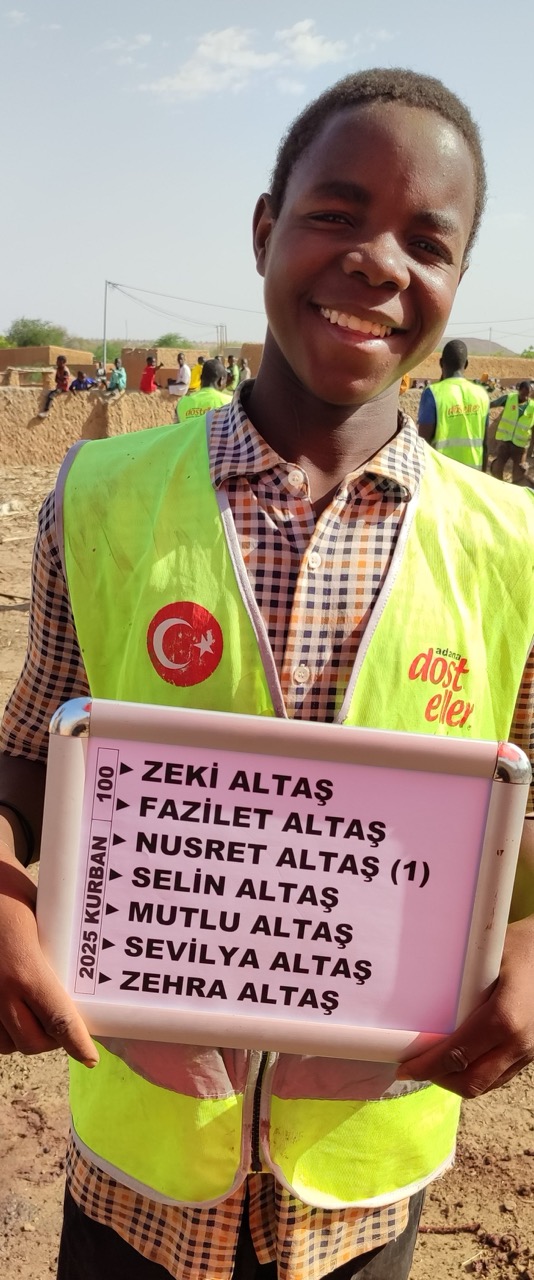 adana
dost
eller
100
2025 KURBAN
ZEKİ ALTAŞ
FAZİLET ALTAŞ
NUSRET ALTAŞ (1)
SELİN ALTAŞ
MUTLU ALTAŞ
SEVİLYA ALTAŞ
ZEHRA ALTAŞ